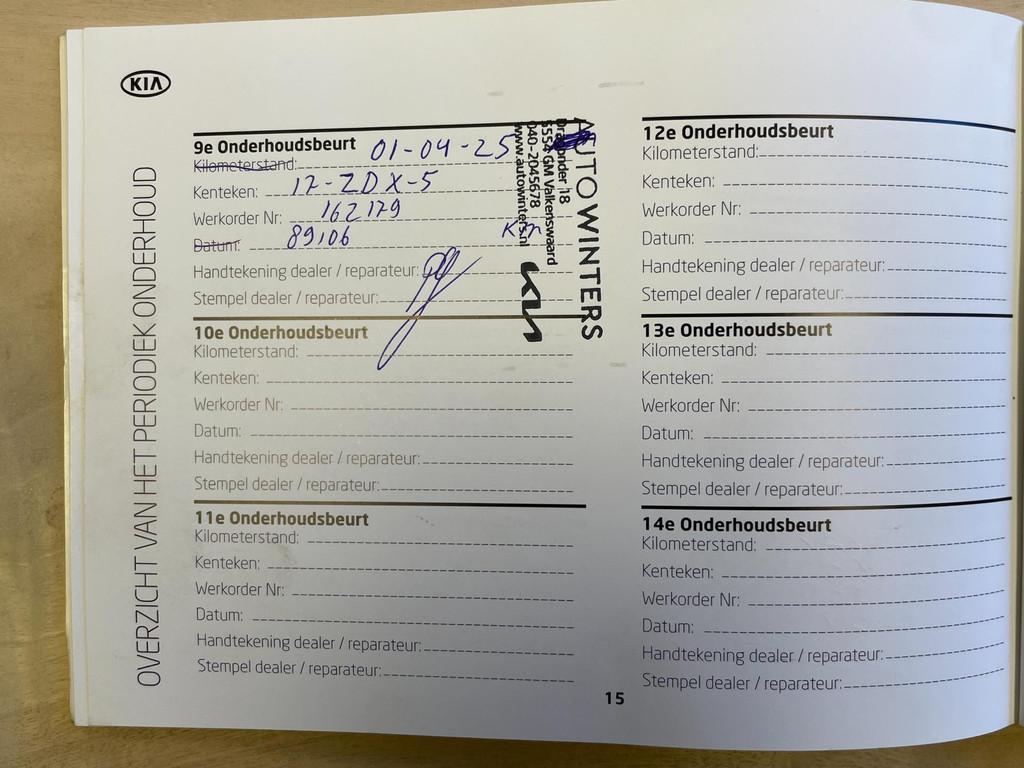 KIA
OVERZICHT VAN HET PERIODIEK ONDERHOUD
9e Onderhoudsbeurt
Kilometerstand: 01-04-25
Kenteken: 17-ZDX-5
Werkorder Nr: 162179
Datum: 89106 Km
Handtekening dealer / reparateur:
Stempel dealer / reparateur:
AUTOWINTERS
18
5554 GM Valkenswaard
040-2045678
www.autowinters.nl
KIA
10e Onderhoudsbeurt
Kilometerstand:
Kenteken:
Werkorder Nr:
Datum:
Handtekening dealer / reparateur:
Stempel dealer / reparateur:
11e Onderhoudsbeurt
Kilometerstand:
Kenteken:
Werkorder Nr:
Datum:
Handtekening dealer / reparateur:
Stempel dealer / reparateur:
12e Onderhoudsbeurt
Kilometerstand:
Kenteken:
Werkorder Nr:
Datum:
Handtekening dealer / reparateur:
Stempel dealer / reparateur:
13e Onderhoudsbeurt
Kilometerstand:
Kenteken:
Werkorder Nr:
Datum:
Handtekening dealer / reparateur:
Stempel dealer / reparateur:
14e Onderhoudsbeurt
Kilometerstand:
Kenteken:
Werkorder Nr:
Datum:
Handtekening dealer / reparateur:
Stempel dealer / reparateur:
15